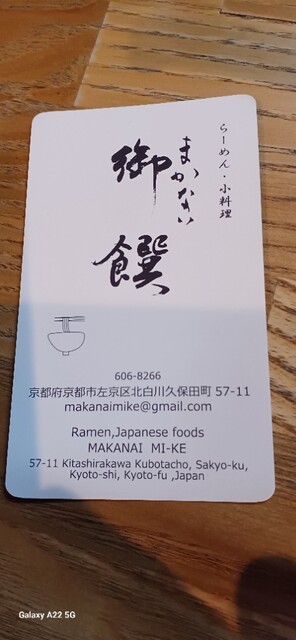 らーめん・小料理
まかない
御饌
606-8266
京都府京都市左京区北白川久保田町 57-11
makanaimike@gmail.com
Ramen,Japanese foods
MAKANAI MI-KE
57-11 Kitashirakawa Kubotacho, Sakyo-ku,
Kyoto-shi, Kyoto-fu ,Japan
Galaxy A22 5G